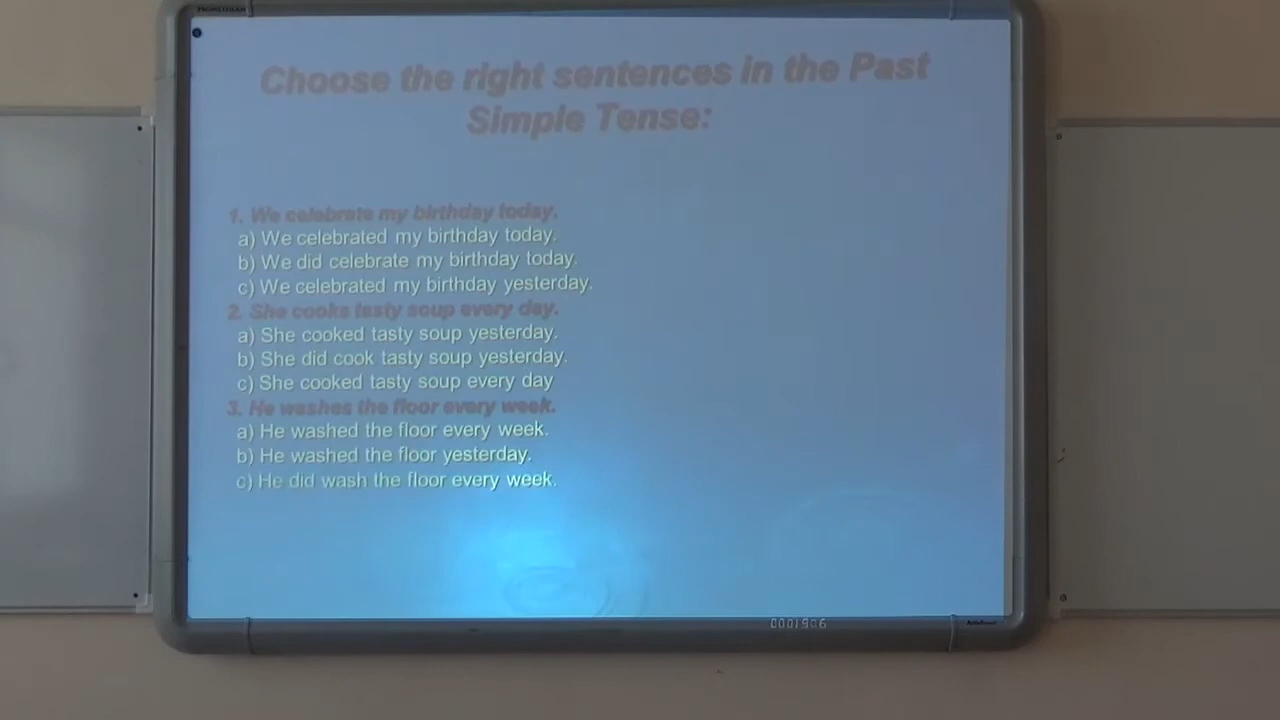 PROMETHEAN
Choose the right sentences in the Past
Simple Tense:
1. We celebrate my birthday today.
a) We celebrated my birthday today.
b) We did celebrate my birthday today.
c) We celebrated my birthday yesterday.
2. She cooks tasty soup every day.
a) She cooked tasty soup yesterday.
b) She did cook tasty soup yesterday.
c) She cooked tasty soup every day
3. He washes the floor every week.
a) He washed the floor every week.
b) He washed the floor yesterday.
c) He did wash the floor every week.
0001906